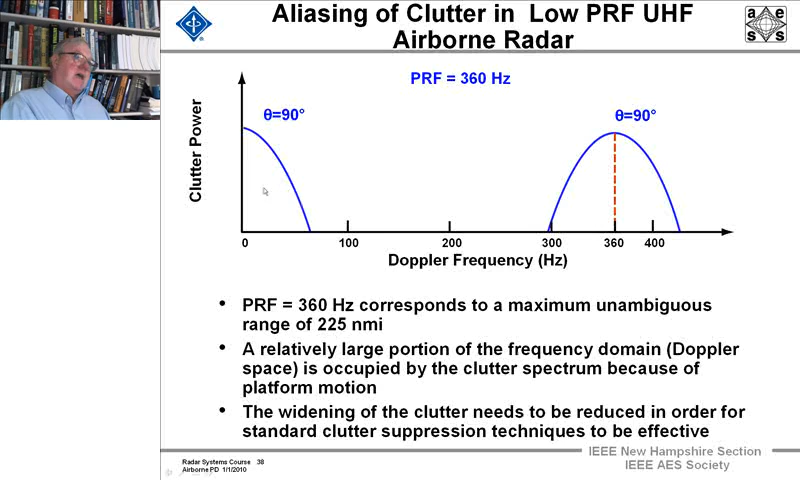 Aliasing of Clutter in Low PRF UHF
Airborne Radar
a e
s s
PRF = 360 Hz
Clutter Power
θ=90°
θ=90°
0 100 200 300 360 400
Doppler Frequency (Hz)
• PRF = 360 Hz corresponds to a maximum unambiguous
range of 225 nmi
• A relatively large portion of the frequency domain (Doppler
space) is occupied by the clutter spectrum because of
platform motion
• The widening of the clutter needs to be reduced in order for
standard clutter suppression techniques to be effective
Radar Systems Course 38
Airborne PD 1/1/2010
IEEE New Hampshire Section
IEEE AES Society